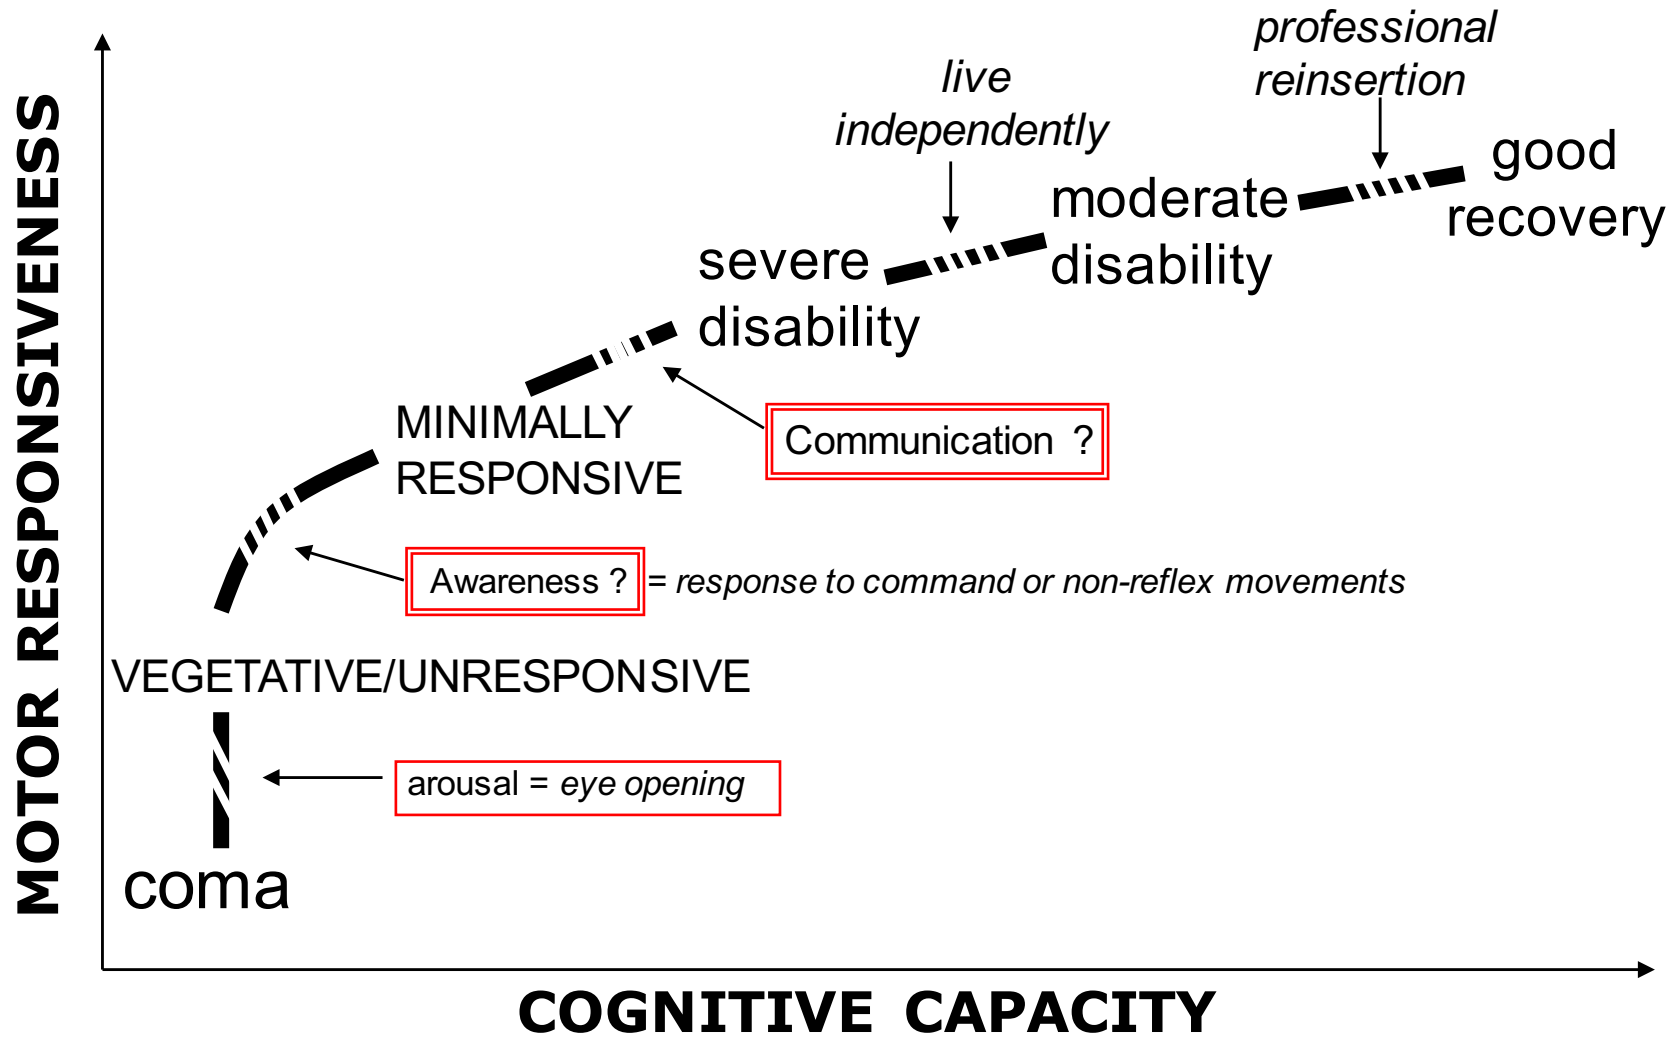 professional
reinsertion
live
independently
good
recovery
moderate
disability
severe
disability
MINIMALLY
RESPONSIVE
Communication ?
Awareness ? = response to command or non-reflex movements
VEGETATIVE/UNRESPONSIVE
arousal = eye opening
coma
MOTOR RESPONSIVENESS
COGNITIVE CAPACITY